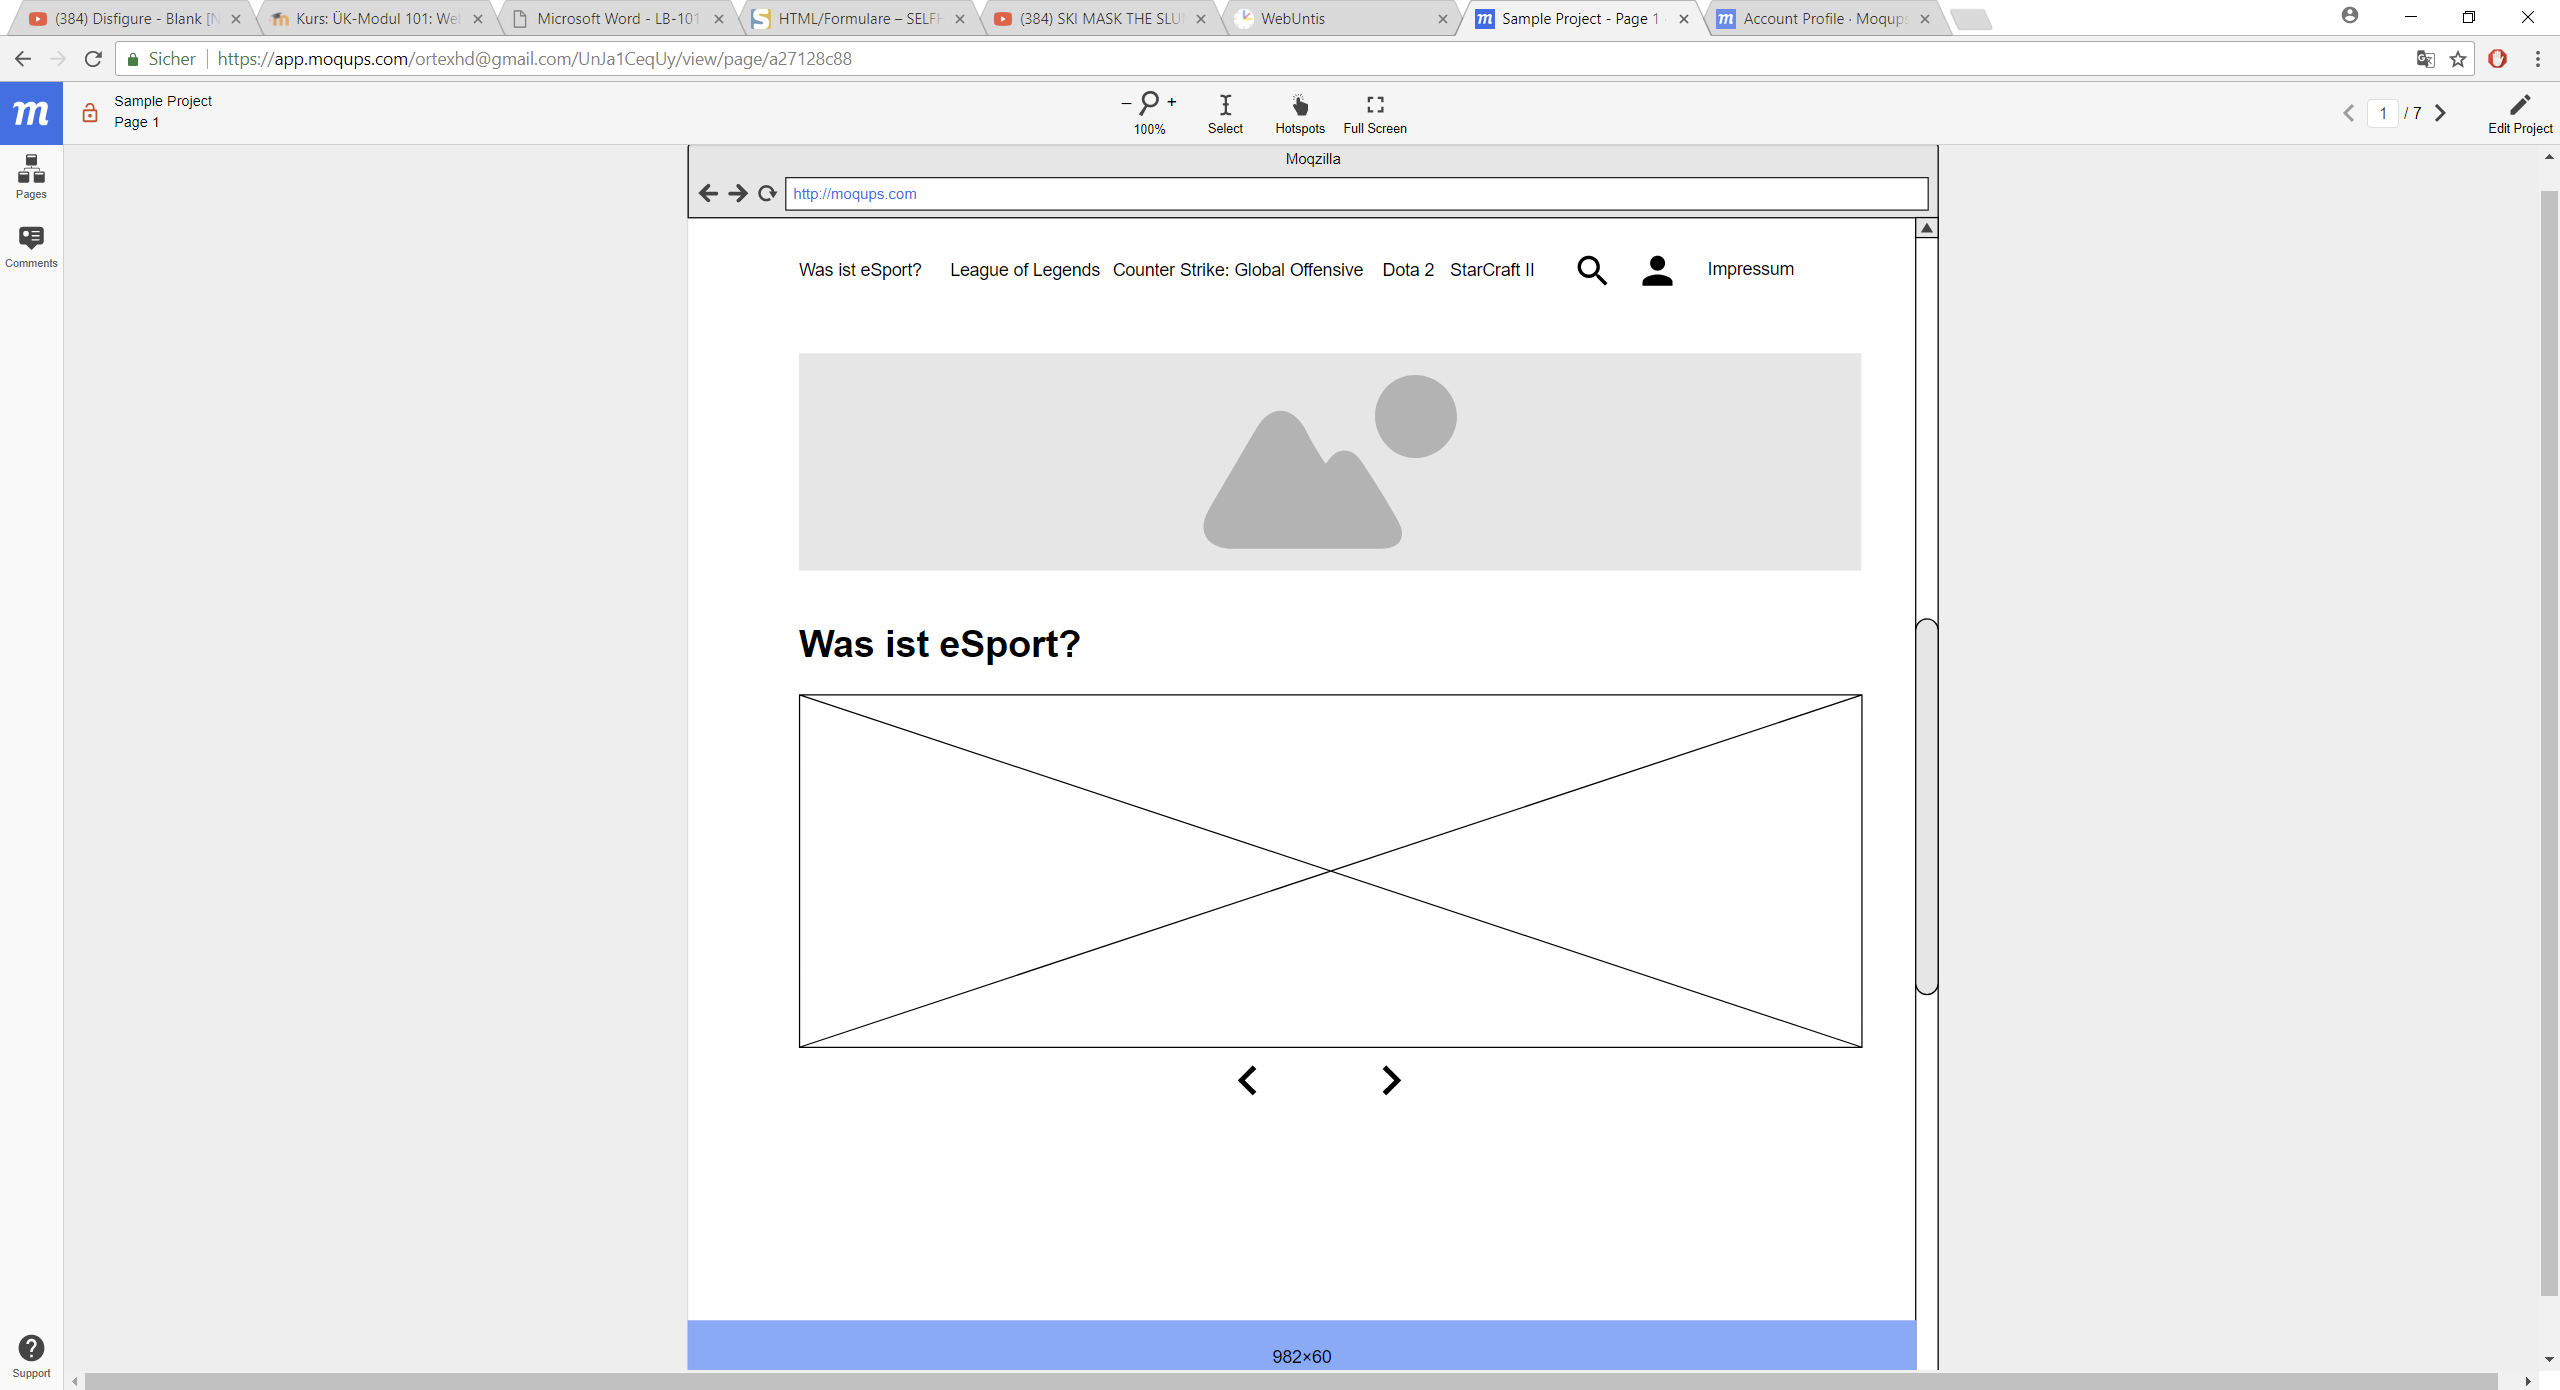 (384) Disfigure - Blank [N
Kurs: ÜK-Modul 101: We
Microsoft Word - LB-101
HTML/Formulare – SELFH
(384) SKI MASK THE SLU
WebUntis
Sample Project - Page 1
Account Profile · Moqups
Sicher
https://app.moqups.com/ortexhd@gmail.com/UnJa1CeqUy/view/page/a27128c88
m
Sample Project
Page 1
100%
Select
Hotspots
Full Screen
1 / 7
Edit Project
Pages
Comments
Support
Moqzilla
http://moqups.com
Was ist eSport? League of Legends Counter Strike: Global Offensive Dota 2 StarCraft II Impressum
Was ist eSport?
982×60